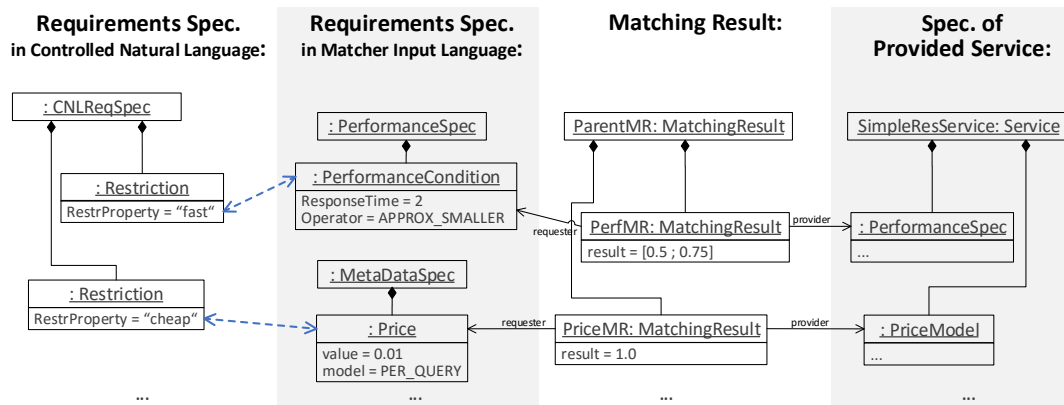 Requirements Spec.
in Controlled Natural Language:
Requirements Spec.
in Matcher Input Language:
Matching Result:
Spec. of
Provided Service:
: CNLReqSpec
: Restriction
RestrProperty = “fast“
: Restriction
RestrProperty = “cheap“
...
: PerformanceSpec
: PerformanceCondition
ResponseTime = 2
Operator = APPROX_SMALLER
: MetaDataSpec
: Price
value = 0.01
model = PER_QUERY
...
ParentMR: MatchingResult
requester
PerfMR: MatchingResult
result = [0.5 ; 0.75]
provider
requester
PriceMR: MatchingResult
result = 1.0
provider
...
SimpleResService: Service
: PerformanceSpec
...
: PriceModel
...
...